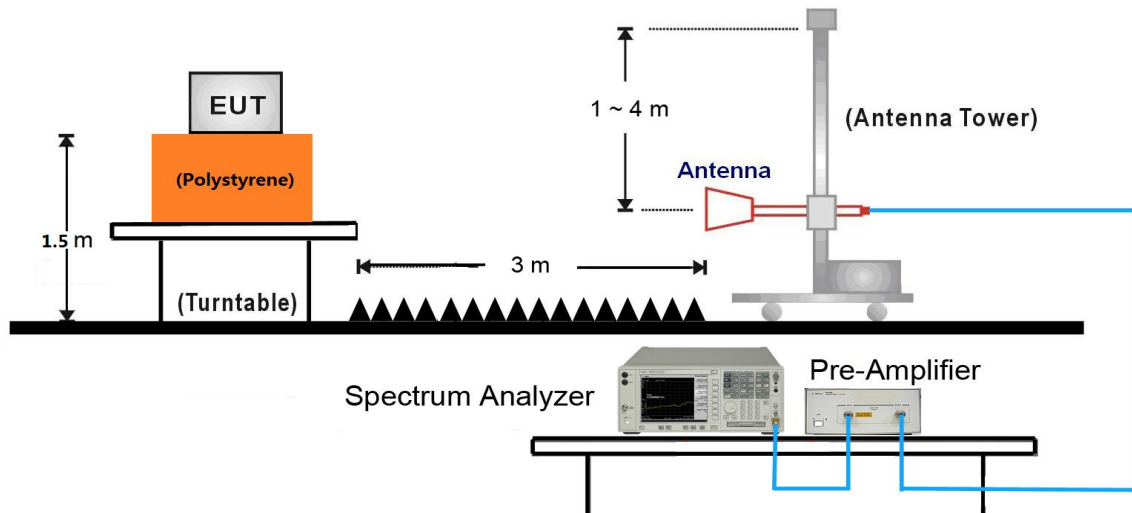 EUT
(Polystyrene)
1.5 m
(Turntable)
3 m
1 ~ 4 m
Antenna
(Antenna Tower)
Spectrum Analyzer
Pre-Amplifier